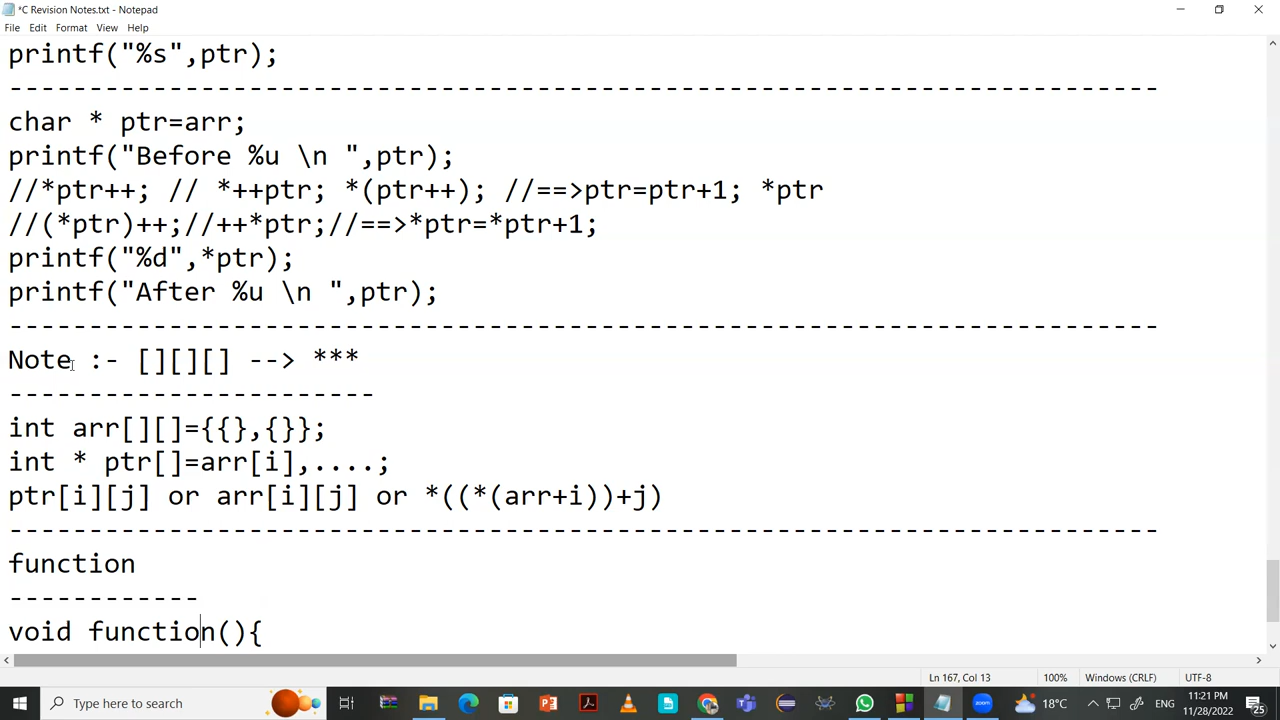 *C Revision Notes.txt - Notepad
File Edit Format View Help
printf("%s",ptr);
-------------------------------------------------------------------------
char * ptr=arr;
printf("Before %u \n ",ptr);
//*ptr++; // *++ptr; *(ptr++); //==>ptr=ptr+1; *ptr
//(*ptr)++;//++*ptr;//==>*ptr=*ptr+1;
printf("%d",*ptr);
printf("After %u \n ",ptr);
-------------------------------------------------------------------------
Note :- [][][] --> ***
-----------------------
int arr[][]={{},{}};
int * ptr[]=arr[i],....;
ptr[i][j] or arr[i][j] or *((*(arr+i))+j)
-------------------------------------------------------------------------
function
------------
void function(){
Ln 167, Col 13 100% Windows (CRLF) UTF-8
Type here to search 18°C ENG 11:21 PM
11/28/2022 25